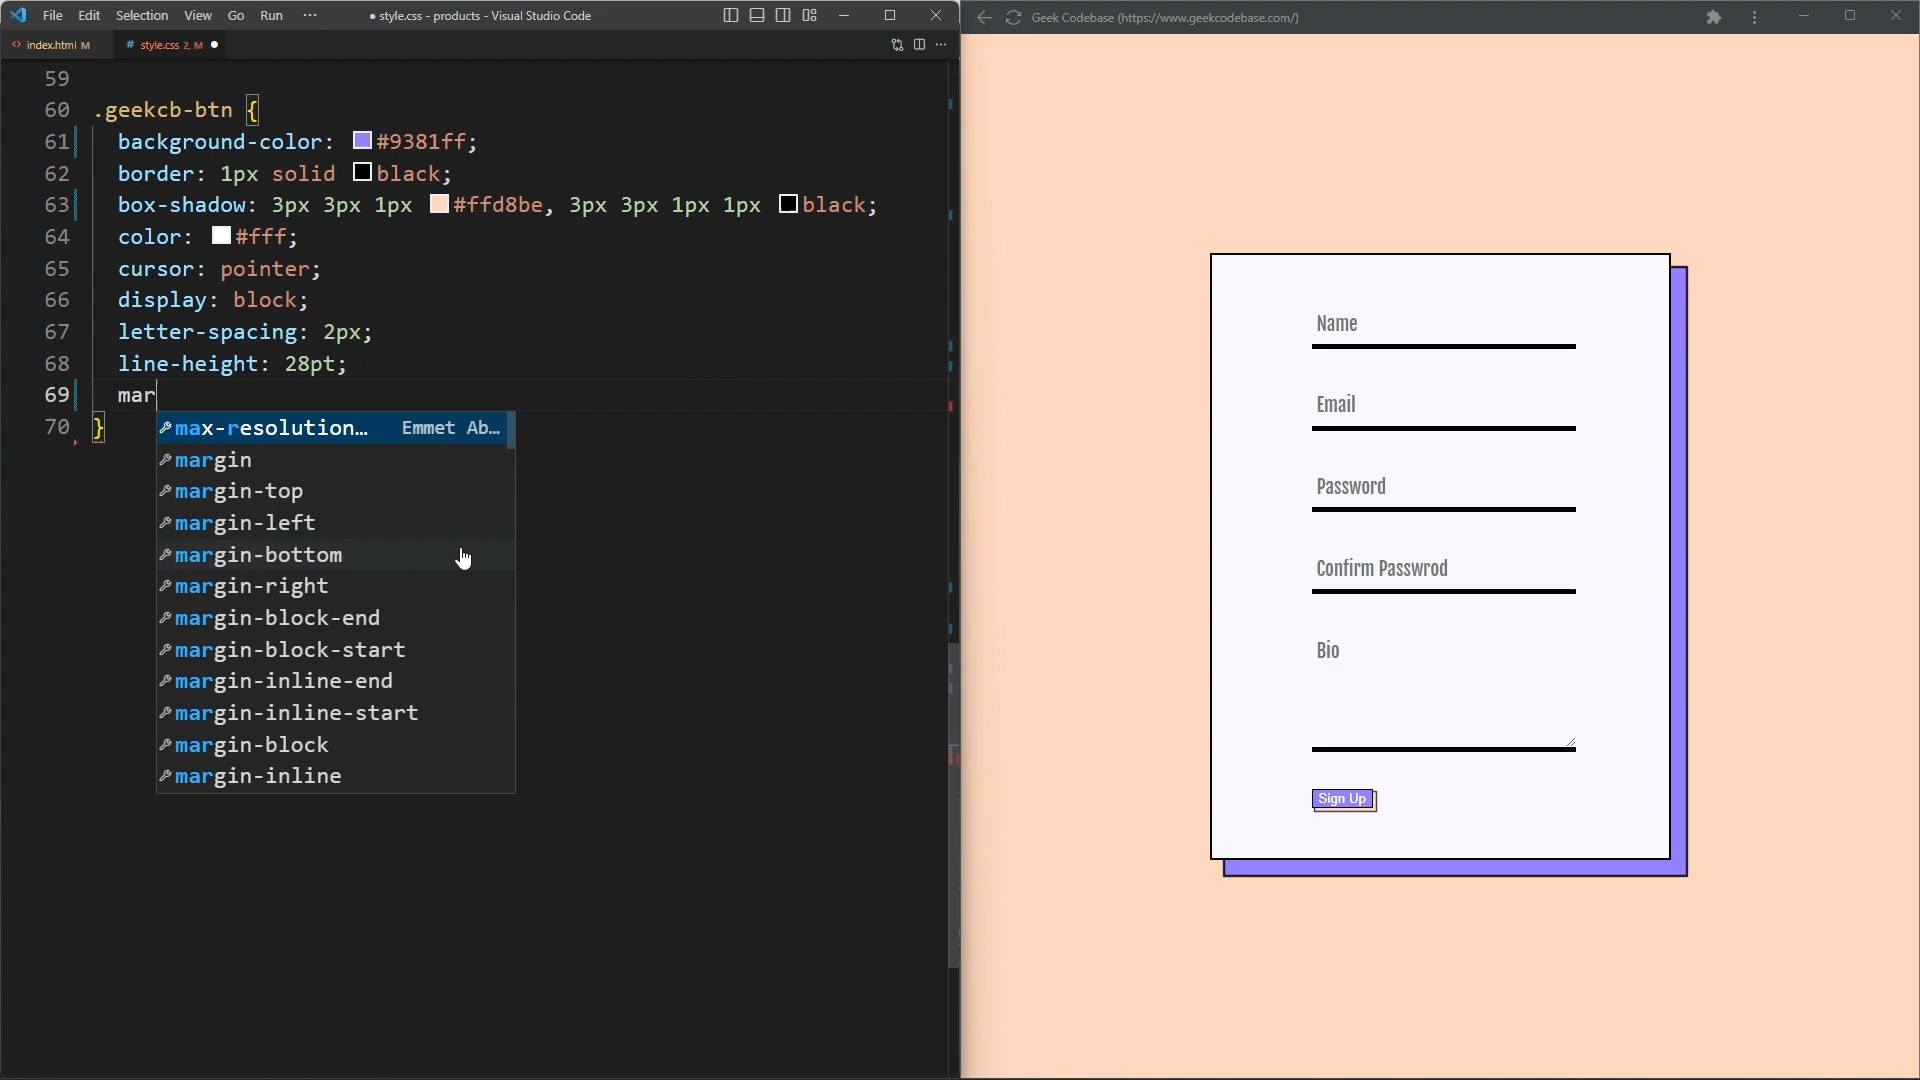 File Edit Selection View Go Run ··· ● style.css - products - Visual Studio Code
<> index.html M # style.css 2, M ●
59
60 .geekcb-btn {
61 background-color: #9381ff;
62 border: 1px solid black;
63 box-shadow: 3px 3px 1px #ffd8be, 3px 3px 1px 1px black;
64 color: #fff;
65 cursor: pointer;
66 display: block;
67 letter-spacing: 2px;
68 line-height: 28pt;
69 mar
70 }
max-resolution… Emmet Ab…
margin
margin-top
margin-left
margin-bottom
margin-right
margin-block-end
margin-block-start
margin-inline-end
margin-inline-start
margin-block
margin-inline
Geek Codebase (https://www.geekcodebase.com/)
Name
Email
Password
Confirm Passwrod
Bio
Sign Up